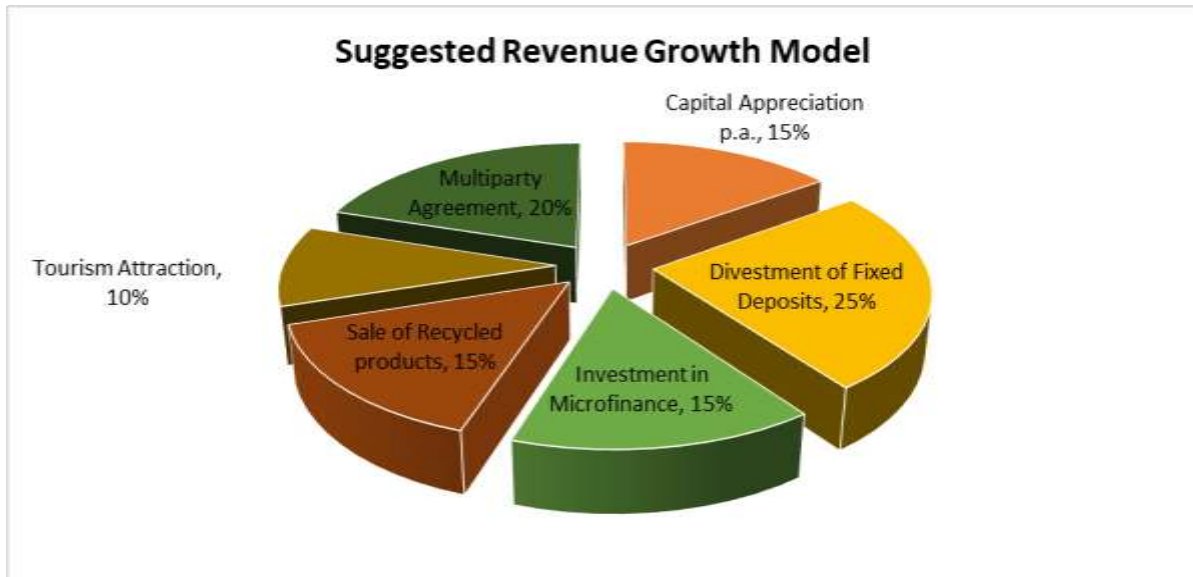 Suggested Revenue Growth Model
Capital Appreciation
p.a., 15%
Multiparty
Agreement, 20%
Tourism Attraction,
10%
Divestment of Fixed
Deposits, 25%
Sale of Recycled
products, 15%
Investment in
Microfinance, 15%